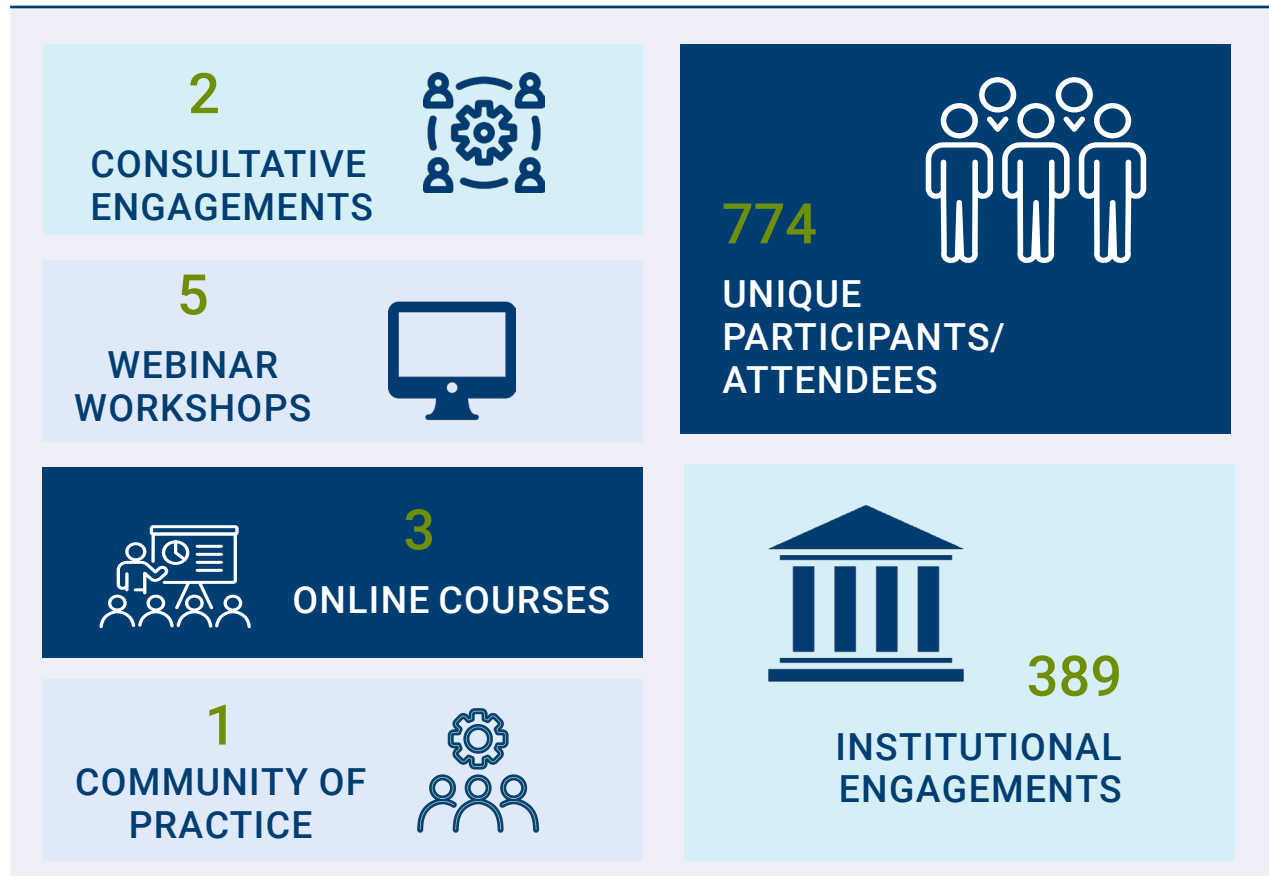 2
CONSULTATIVE
ENGAGEMENTS
5
WEBINAR
WORKSHOPS
3
ONLINE COURSES
1
COMMUNITY OF
PRACTICE
774
UNIQUE
PARTICIPANTS/
ATTENDEES
389
INSTITUTIONAL
ENGAGEMENTS